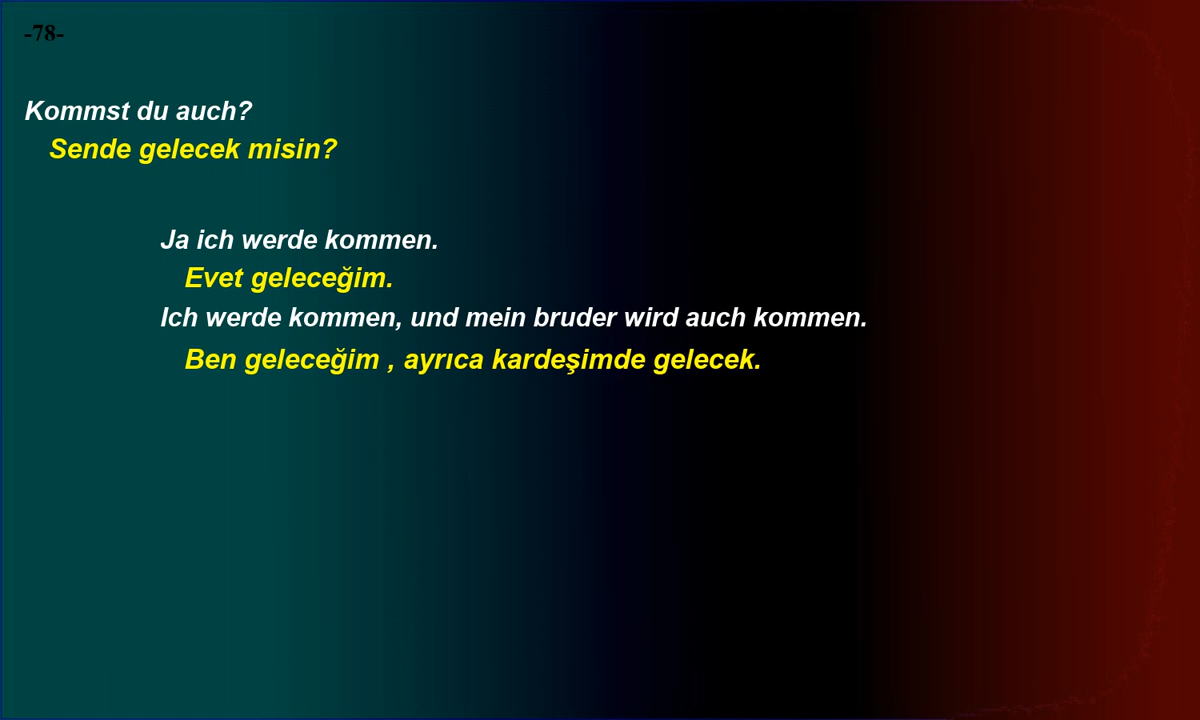 -78-
Kommst du auch?
Sende gelecek misin?
Ja ich werde kommen.
Evet geleceğim.
Ich werde kommen, und mein bruder wird auch kommen.
Ben geleceğim , ayrıca kardeşimde gelecek.